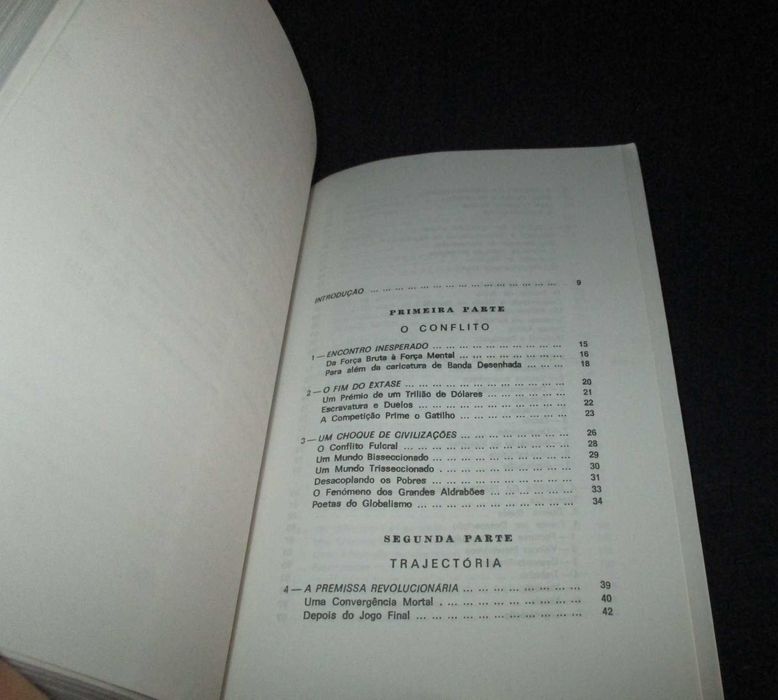 INTRODUÇÃO ... ... ... ... ... ... ... ... ... ... ... ... ... ... ... ... 9
PRIMEIRA PARTE
O CONFLITO
1 — ENCONTRO INESPERADO ... ... ... ... ... ... ... ... ... ... ... 15
Da Força Bruta à Força Mental ... ... ... ... ... ... ... ... ... 16
Para além da caricatura de Banda Desenhada ... ... ... ... 18
2 — O FIM DO ÊXTASE ... ... ... ... ... ... ... ... ... ... ... ... ... 20
Um Prémio de um Trilião de Dólares ... ... ... ... ... ... ... 21
Escravatura e Duelos ... ... ... ... ... ... ... ... ... ... ... ... 22
A Competição Prime o Gatilho ... ... ... ... ... ... ... ... ... 23
3 — UM CHOQUE DE CIVILIZAÇÕES ... ... ... ... ... ... ... ... ... 26
O Conflito Fulcral ... ... ... ... ... ... ... ... ... ... ... ... ... 28
Um Mundo Bisseccionado ... ... ... ... ... ... ... ... ... ... ... 29
Um Mundo Trisseccionado . ... ... ... ... ... ... ... ... ... ... 30
Desacoplando os Pobres ... ... ... ... ... ... ... ... ... ... ... 31
O Fenómeno dos Grandes Aldrabões ... ... ... ... ... ... ... 33
Poetas do Globalismo ... ... ... ... ... ... ... ... ... ... ... ... 34
SEGUNDA PARTE
TRAJECTÓRIA
4 — A PREMISSA REVOLUCIONÁRIA ... ... ... ... ... ... ... ... ... 39
Uma Convergência Mortal . ... ... ... ... ... ... ... ... ... ... 40
Depois do Jogo Final ... ... ... ... ... ... ... ... ... ... ... ... 42